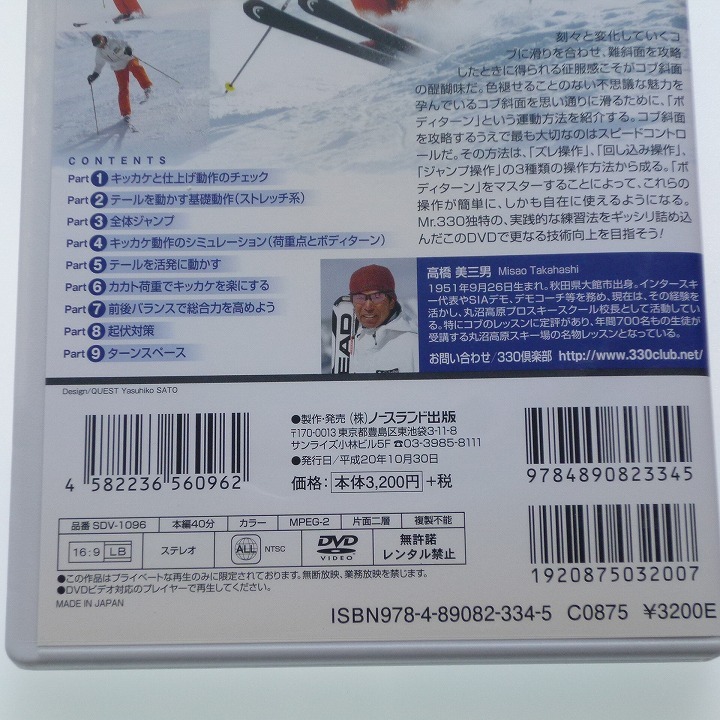 刻々と変化していくコ
ブに滑りを合わせ、難斜面を攻略
したときに得られる征服感こそがコブ斜面
の醍醐味だ。色褪せることのない不思議な魅力を
孕んでいるコブ斜面を思い通りに滑るために、「ボ
ディターン」という運動方法を紹介する。コブ斜面
を攻略するうえで最も大切なのはスピードコントロ
ールだ。その方法は、「ズレ操作」、「回し込み操作」、
「ジャンプ操作」の3種類の操作方法から成る。「ボ
ディターン」をマスターすることによって、これらの
操作が簡単に、しかも自在に使えるようになる。
Mr.330独特の、実践的な練習法をギッシリ詰め込
んだこのDVDで更なる技術向上を目指そう!
CONTENTS
Part 1 キッカケと仕上げ動作のチェック
Part 2 テールを動かす基礎動作(ストレッチ系)
Part 3 全体ジャンプ
Part 4 キッカケ動作のシミュレーション(荷重点とボディターン)
Part 5 テールを活発に動かす
Part 6 カカト荷重でキッカケを楽にする
Part 7 前後バランスで総合力を高めよう
Part 8 起伏対策
Part 9 ターンスペース
HEAD
高橋 美三男 Misao Takahashi
1951年9月26日生まれ。秋田県大館市出身。インタースキ
ー代表やSIAデモ、デモコーチ等を務め、現在は、その経験を
活かし、丸沼高原プロスキースクール校長として活動してい
る。特にコブのレッスンに定評があり、年間700名もの生徒が
受講する丸沼高原スキー場の名物レッスンとなっている。
お問い合わせ/330倶楽部 http://www.330club.net/
Design/QUEST Yasuhiko SATO
4 582236 560962
●製作・発売 (株)ノースランド出版
〒170-0013 東京都豊島区東池袋3-11-8
サンライズ小林ビル5F ☎03-3985-8111
●発行日/平成20年10月30日
価格: 本体3,200円 +税
9784890823345
1920875032007
品番 SDV-1096 本編40分 カラー MPEG-2 片面二層 複製不能
16:9 LB ステレオ ALL NTSC DVD VIDEO 無許諾
レンタル禁止
●この作品はプライベートな再生のみに限定されております。無断放映、業務放映を禁じます。
●DVDビデオ対応のプレイヤーで再生してください。
MADE IN JAPAN
ISBN978-4-89082-334-5 C0875 ¥3200E